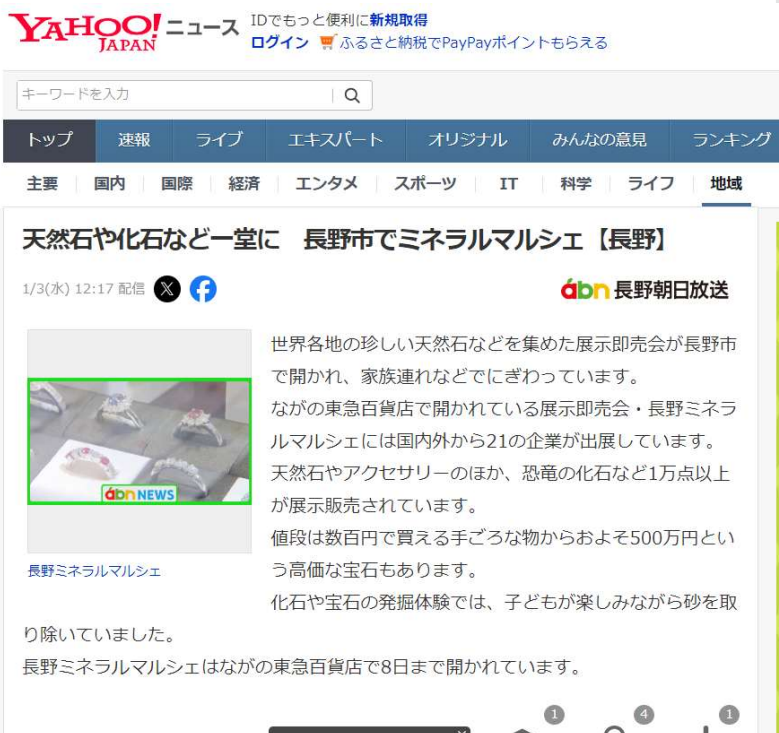 YAHOO! JAPAN ニュース
IDでもっと便利に新規取得
ログイン ふるさと納税でPayPayポイントもらえる
キーワードを入力
トップ 速報 ライブ エキスパート オリジナル みんなの意見 ランキング
主要 国内 国際 経済 エンタメ スポーツ IT 科学 ライフ 地域
天然石や化石など一堂に　長野市でミネラルマルシェ【長野】
1/3(水) 12:17 配信
abn 長野朝日放送
abn NEWS
長野ミネラルマルシェ
世界各地の珍しい天然石などを集めた展示即売会が長野市
で開かれ、家族連れなどでにぎわっています。
ながの東急百貨店で開かれている展示即売会・長野ミネラ
ルマルシェには国内外から21の企業が出展しています。
天然石やアクセサリーのほか、恐竜の化石など1万点以上
が展示販売されています。
値段は数百円で買える手ごろな物からおよそ500万円とい
う高価な宝石もあります。
化石や宝石の発掘体験では、子どもが楽しみながら砂を取
り除いていました。
長野ミネラルマルシェはながの東急百貨店で8日まで開かれています。
1 4 1